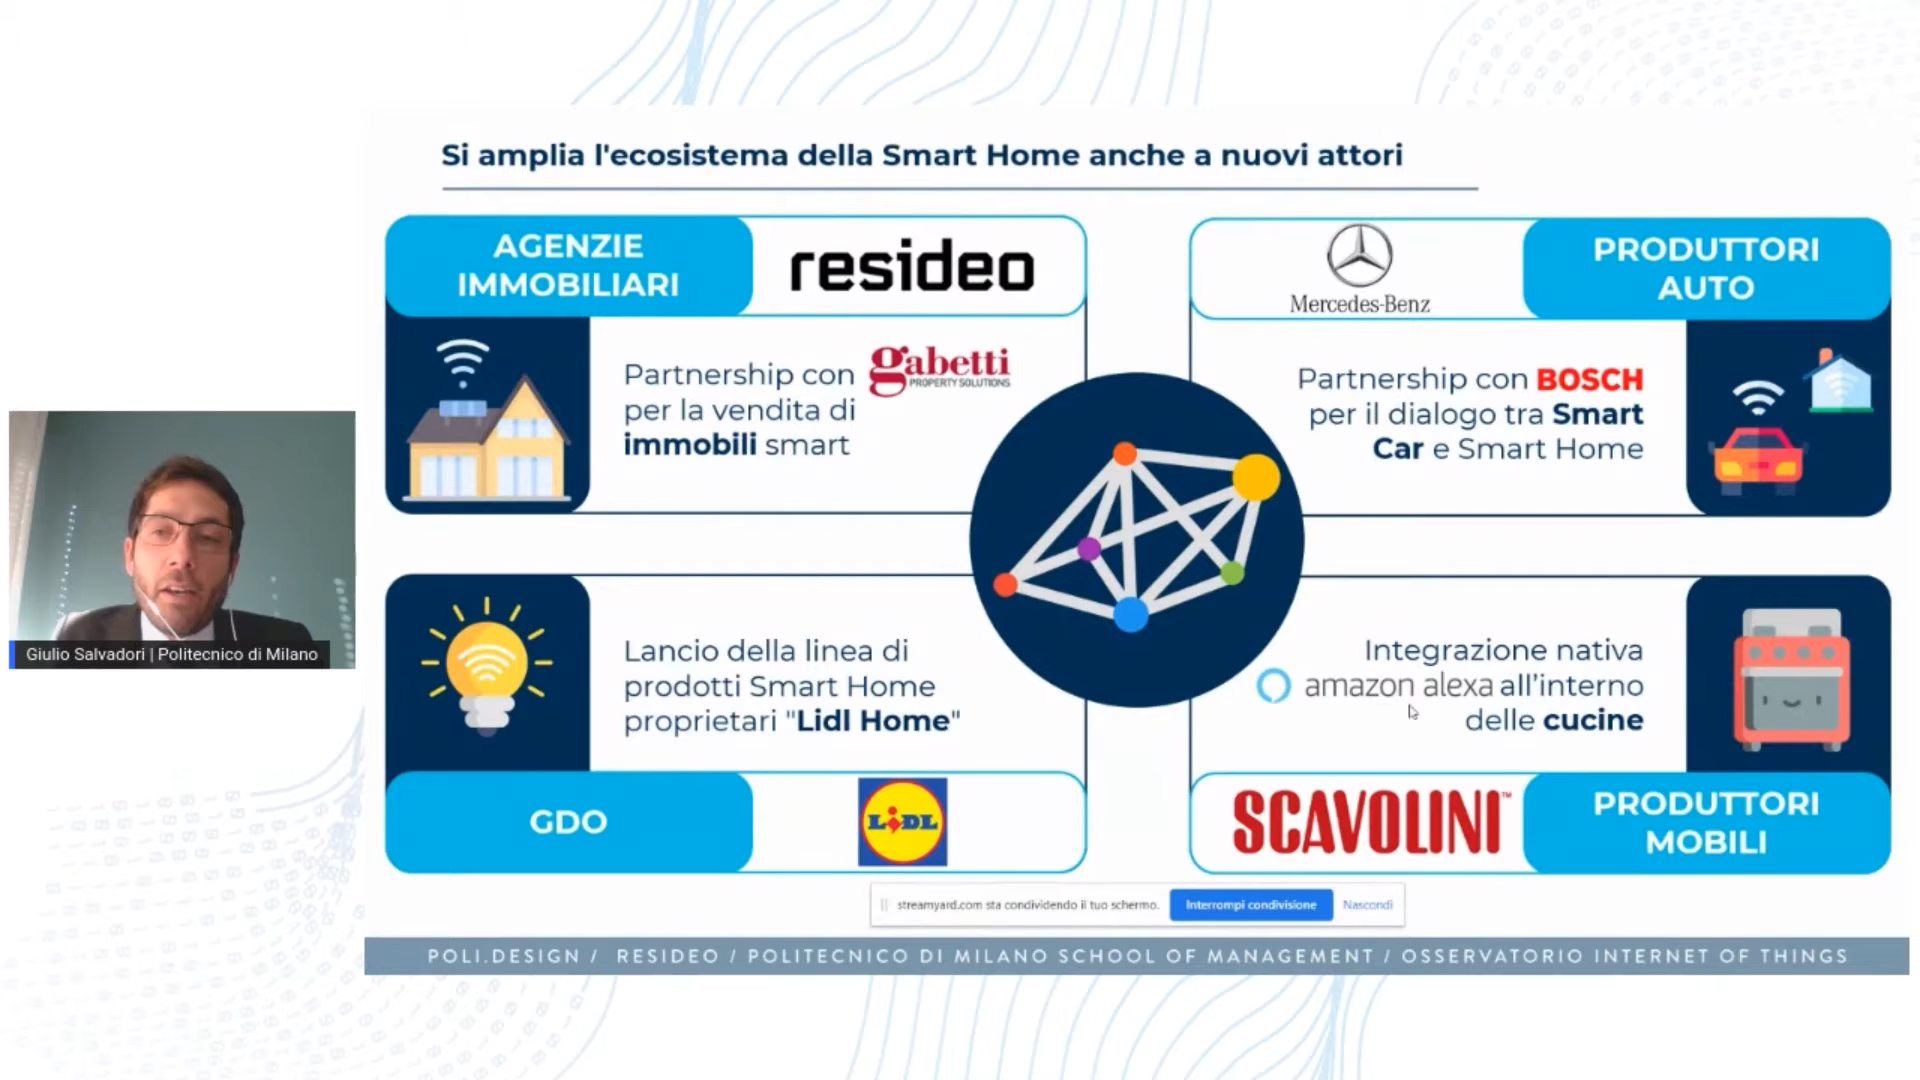 Si amplia l'ecosistema della Smart Home anche a nuovi attori
AGENZIE
IMMOBILIARI
resideo
Partnership con gabetti
PROPERTY SOLUTIONS
per la vendita di
immobili smart
Mercedes-Benz
PRODUTTORI
AUTO
Partnership con BOSCH
per il dialogo tra Smart
Car e Smart Home
Giulio Salvadori | Politecnico di Milano
Lancio della linea di
prodotti Smart Home
proprietari "Lidl Home"
GDO
LiDL
Integrazione nativa
amazon alexa all'interno
delle cucine
SCAVOLINI™
PRODUTTORI
MOBILI
streamyard.com sta condividendo il tuo schermo. Interrompi condivisione Nascondi
POLI.DESIGN / RESIDEO / POLITECNICO DI MILANO SCHOOL OF MANAGEMENT / OSSERVATORIO INTERNET OF THINGS